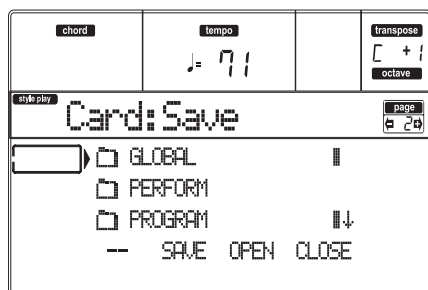 chord tempo transpose
♩= 71 C +1
octave
style play page
Card:Save 2
GLOBAL
PERFORM
PROGRAM
-- SAVE OPEN CLOSE